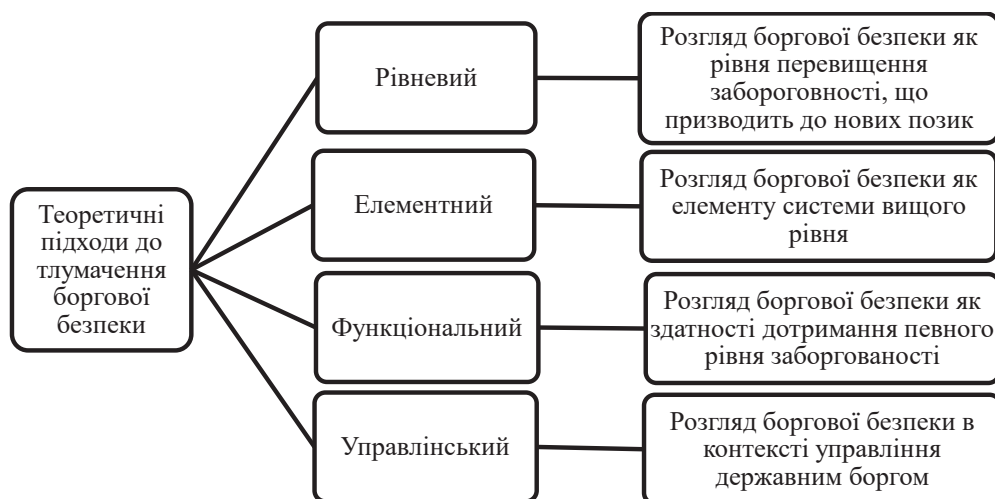 Теоретичні
підходи до
тлумачення
боргової
безпеки
Рівневий
Розгляд боргової безпеки як
рівня перевищення
забороговності, що
призводить до нових позик
Елементний
Розгляд боргової безпеки як
елементу системи вищого
рівня
Функціональний
Розгляд боргової безпеки як
здатності дотримання певного
рівня заборгованості
Управлінський
Розгляд боргової безпеки в
контексті управління
державним боргом